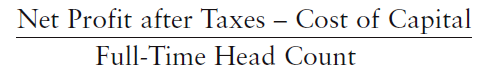 Net Profit after Taxes – Cost of Capital
Full-Time Head Count